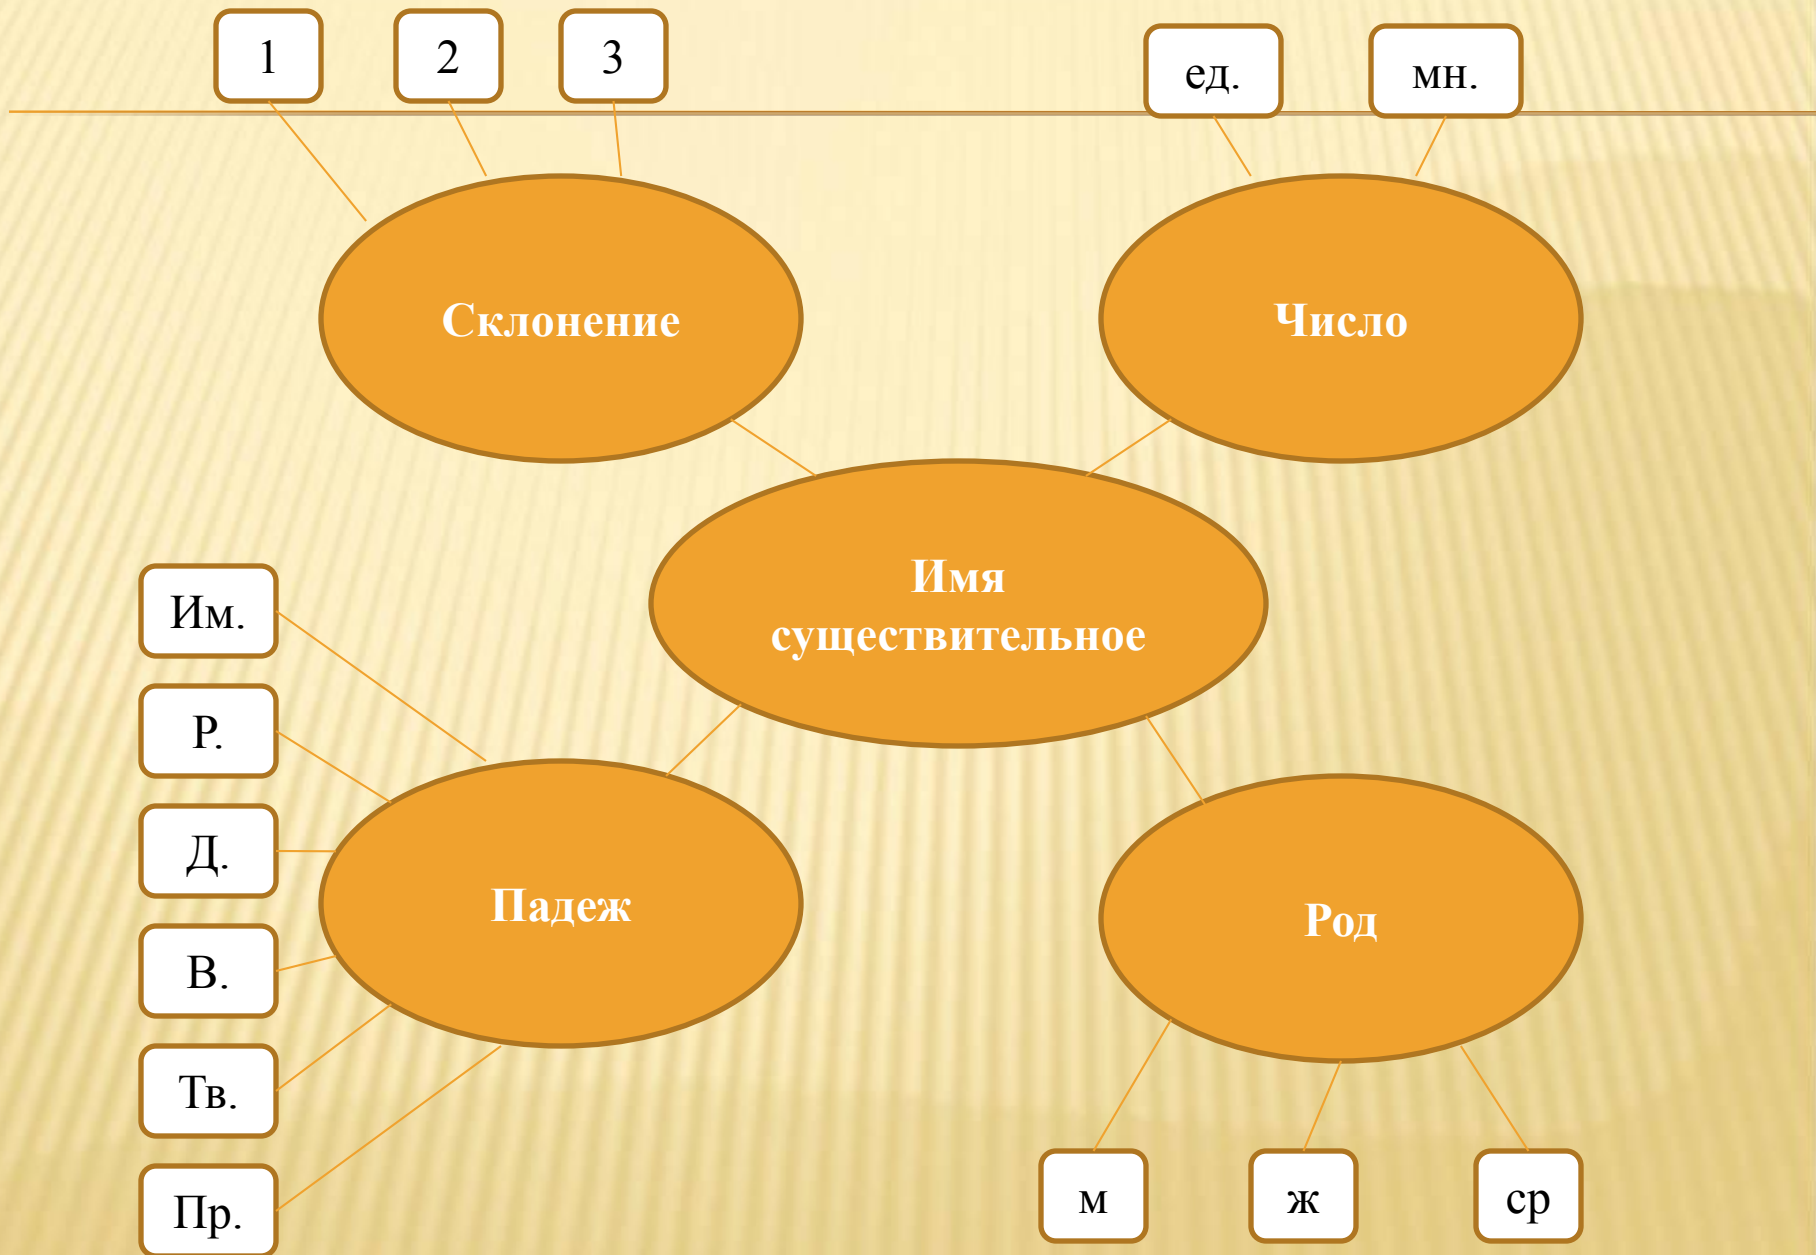 1
2
3
ед.
мн.
Склонение
Число
Имя
существительное
Им.
Р.
Д.
В.
Тв.
Пр.
Падеж
Род
м
ж
ср